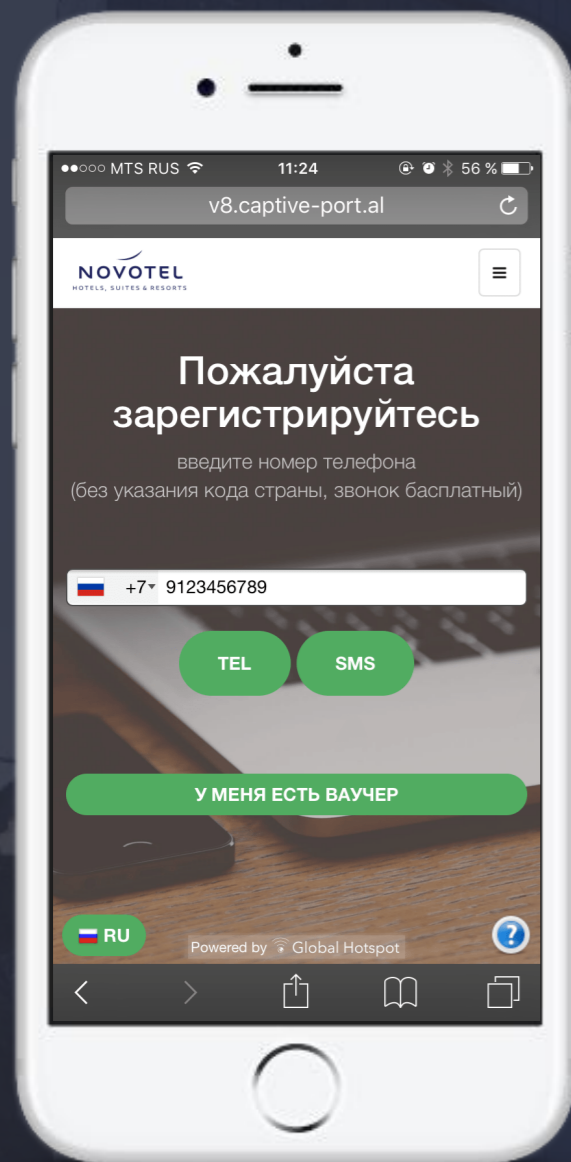 MTS RUS 11:24 56 %
v8.captive-port.al
NOVOTEL
HOTELS, SUITES & RESORTS
Пожалуйста
зарегистрируйтесь
введите номер телефона
(без указания кода страны, звонок басплатный)
+7 9123456789
TEL SMS
У МЕНЯ ЕСТЬ ВАУЧЕР
RU
Powered by Global Hotspot
?